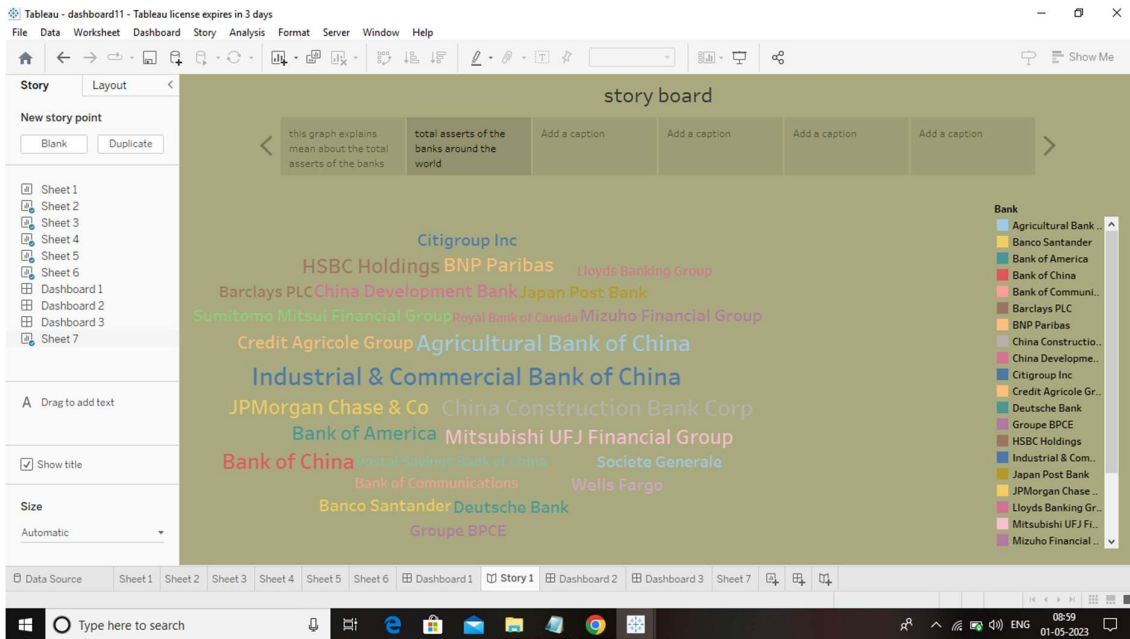 Tableau - dashboard11 - Tableau license expires in 3 days
File Data Worksheet Dashboard Story Analysis Format Server Window Help
Show Me
Story Layout
New story point
Blank Duplicate
Sheet 1
Sheet 2
Sheet 3
Sheet 4
Sheet 5
Sheet 6
Dashboard 1
Dashboard 2
Dashboard 3
Sheet 7
A Drag to add text
Show title
Size
Automatic
story board
this graph explains
mean about the total
asserts of the banks
total asserts of the
banks around the
world
Add a caption
Add a caption
Add a caption
Add a caption
Citigroup Inc
HSBC Holdings BNP Paribas Lloyds Banking Group
Barclays PLC China Development Bank Japan Post Bank
Sumitomo Mitsui Financial Group Royal Bank of Canada Mizuho Financial Group
Credit Agricole Group Agricultural Bank of China
Industrial & Commercial Bank of China
JPMorgan Chase & Co China Construction Bank Corp
Bank of America Mitsubishi UFJ Financial Group
Bank of China Postal Savings Bank of China Societe Generale
Bank of Communications Wells Fargo
Banco Santander Deutsche Bank
Groupe BPCE
Bank
Agricultural Bank ..
Banco Santander
Bank of America
Bank of China
Bank of Communi..
Barclays PLC
BNP Paribas
China Constructio..
China Developme..
Citigroup Inc
Credit Agricole Gr..
Deutsche Bank
Groupe BPCE
HSBC Holdings
Industrial & Com..
Japan Post Bank
JPMorgan Chase ..
Lloyds Banking Gr..
Mitsubishi UFJ Fi..
Mizuho Financial ..
Data Source Sheet 1 Sheet 2 Sheet 3 Sheet 4 Sheet 5 Sheet 6 Dashboard 1 Story 1 Dashboard 2 Dashboard 3 Sheet 7
Type here to search
ENG
08:59
01-05-2023